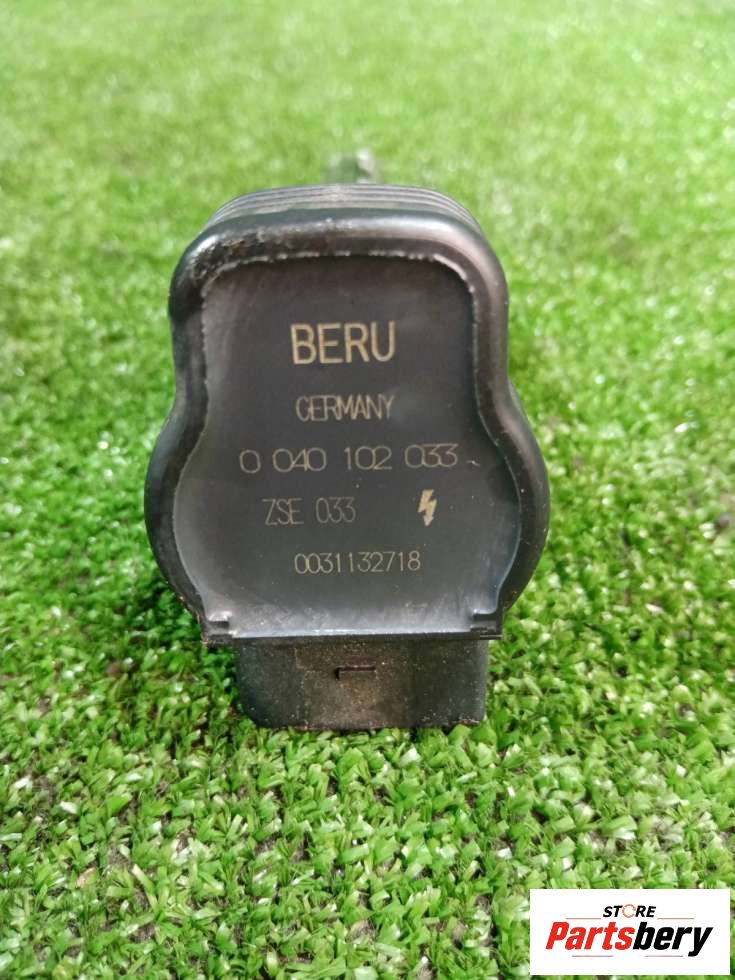 BERU
GERMANY
0 040 102 033
ZSE 033
0031132718
STORE
Partsbery